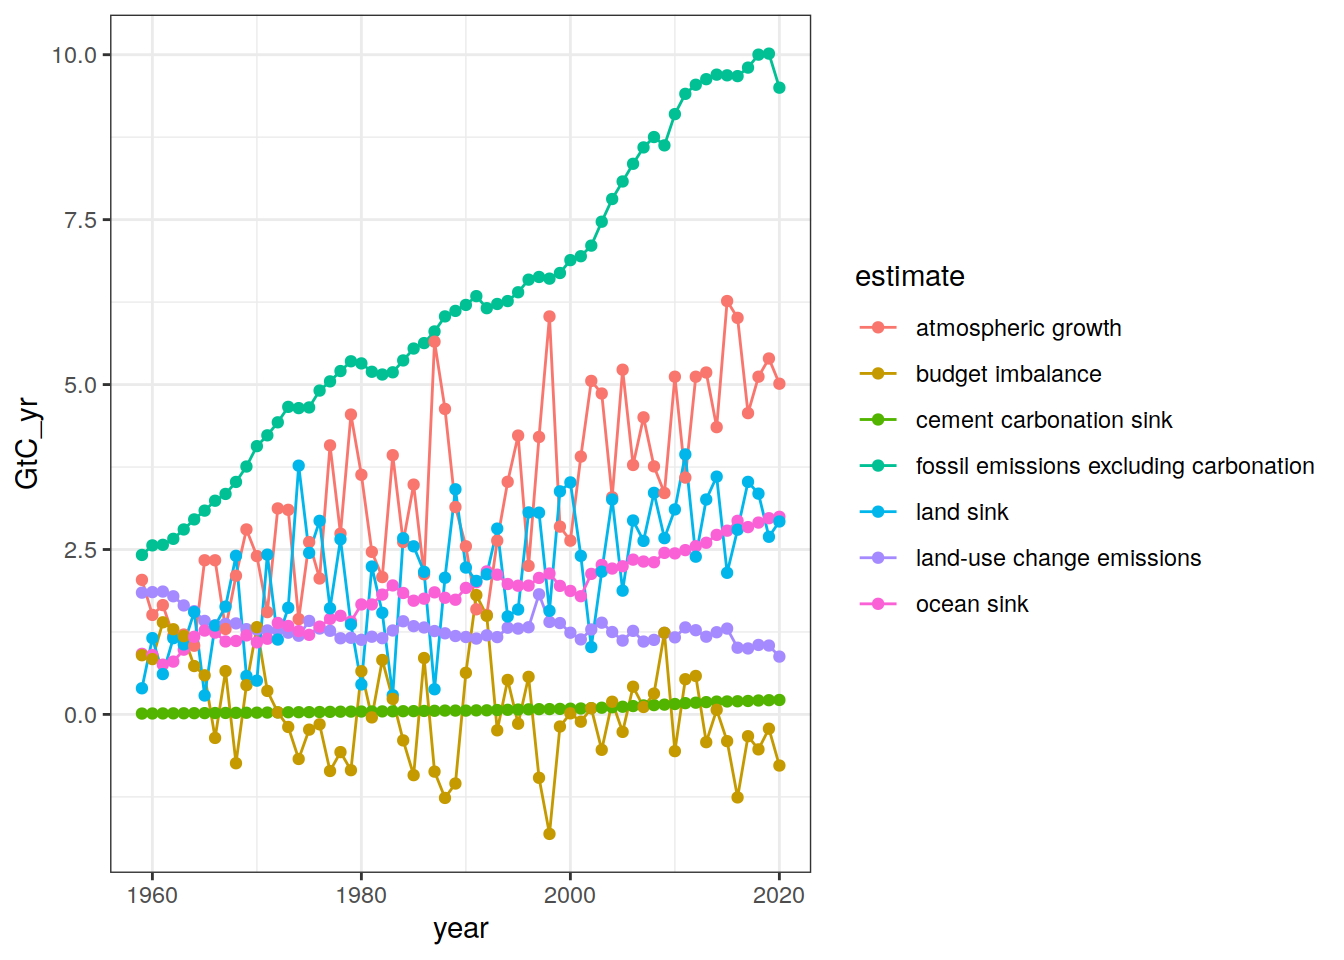 10.0
7.5
5.0
2.5
0.0
GtC_yr
1960
1980
2000
2020
year
estimate
atmospheric growth
budget imbalance
cement carbonation sink
fossil emissions excluding carbonation
land sink
land-use change emissions
ocean sink